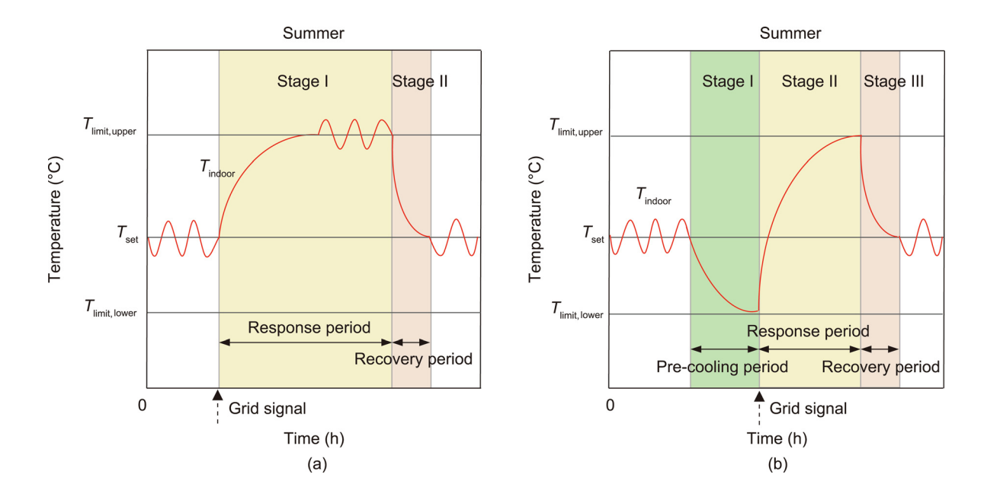 Summer
Stage I
Stage II
T limit, upper
T indoor
T set
T limit, lower
Temperature (°C)
Response period
Recovery period
0
Grid signal
Time (h)
(a)
Summer
Stage I
Stage II
Stage III
T limit, upper
T indoor
T set
T limit, lower
Temperature (°C)
Response period
Pre-cooling period
Recovery period
0
Grid signal
Time (h)
(b)